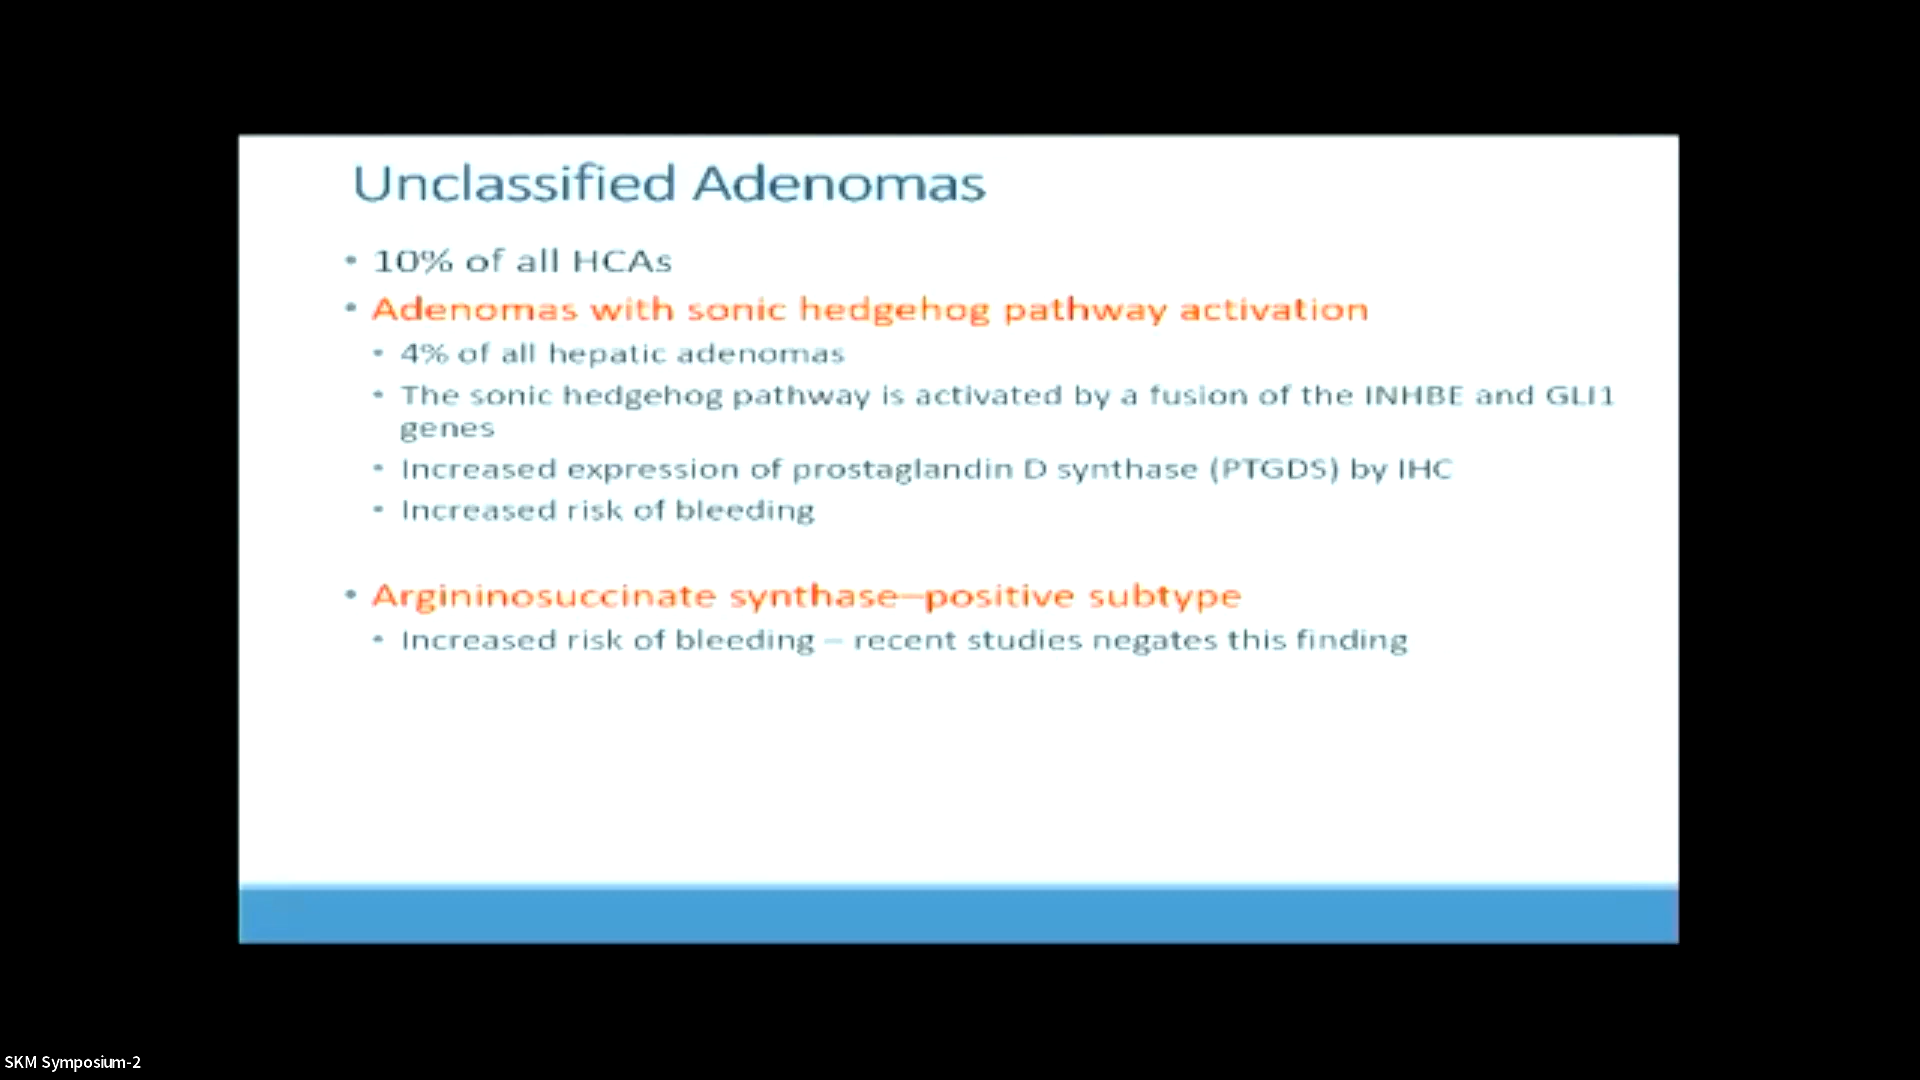 Unclassified Adenomas
• 10% of all HCAs
• Adenomas with sonic hedgehog pathway activation
• 4% of all hepatic adenomas
• The sonic hedgehog pathway is activated by a fusion of the INHBE and GLI1
genes
• Increased expression of prostaglandin D synthase (PTGDS) by IHC
• Increased risk of bleeding
• Argininosuccinate synthase–positive subtype
• Increased risk of bleeding – recent studies negates this finding
SKM Symposium-2